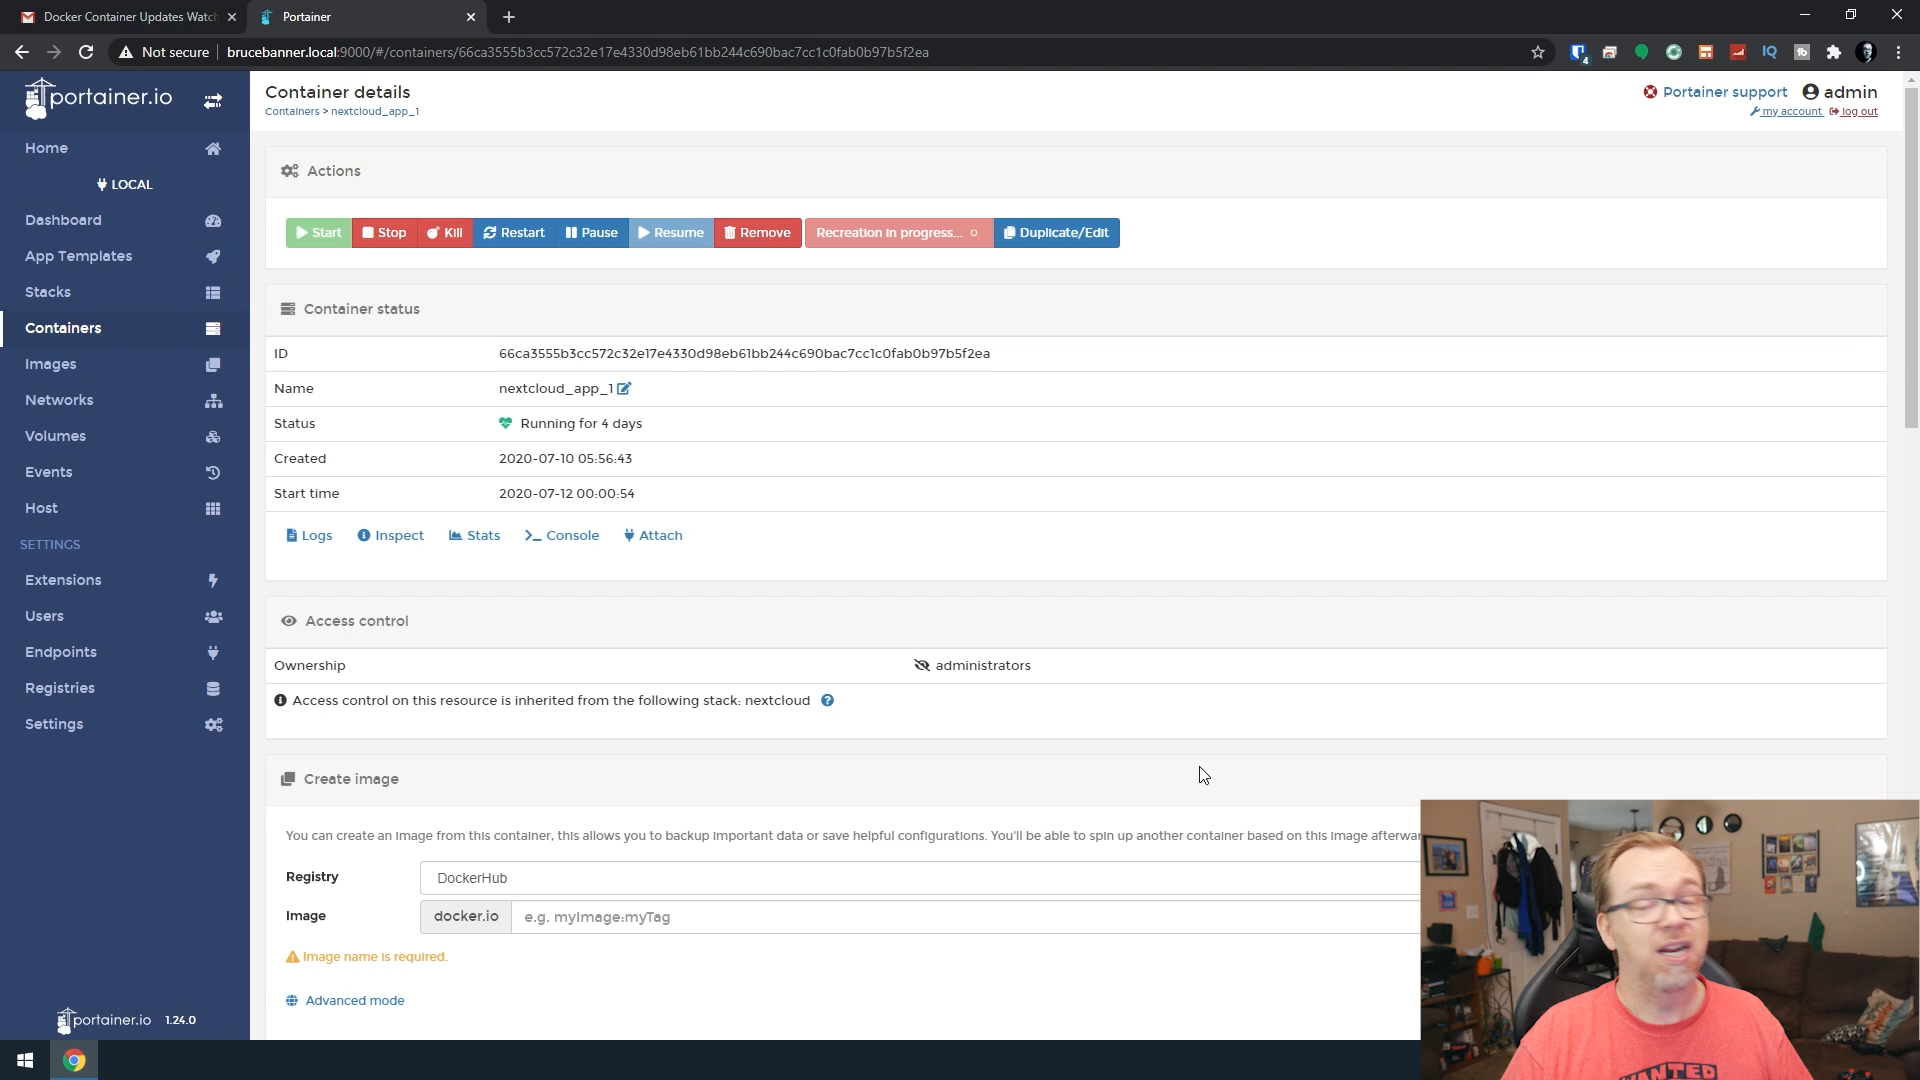 Docker Container Updates Watch
Portainer
Not secure
brucebanner.local:9000/#/containers/66ca3555b3cc572c32e17e4330d98eb61bb244c690bac7cc1c0fab0b97b5f2ea
4
IQ
portainer.io
Container details
Containers > nextcloud_app_1
Portainer support
admin
my account
log out
Home
LOCAL
Dashboard
App Templates
Stacks
Containers
Images
Networks
Volumes
Events
Host
SETTINGS
Extensions
Users
Endpoints
Registries
Settings
portainer.io 1.24.0
Actions
Start Stop Kill Restart Pause Resume Remove Recreation in progress... Duplicate/Edit
Container status
ID 66ca3555b3cc572c32e17e4330d98eb61bb244c690bac7cc1c0fab0b97b5f2ea
Name nextcloud_app_1
Status Running for 4 days
Created 2020-07-10 05:56:43
Start time 2020-07-12 00:00:54
Logs Inspect Stats Console Attach
Access control
Ownership administrators
Access control on this resource is inherited from the following stack: nextcloud
Create image
You can create an image from this container, this allows you to backup important data or save helpful configurations. You'll be able to spin up another container based on this image afterwar
Registry DockerHub
Image docker.io e.g. myImage:myTag
Image name is required.
Advanced mode
WANTED